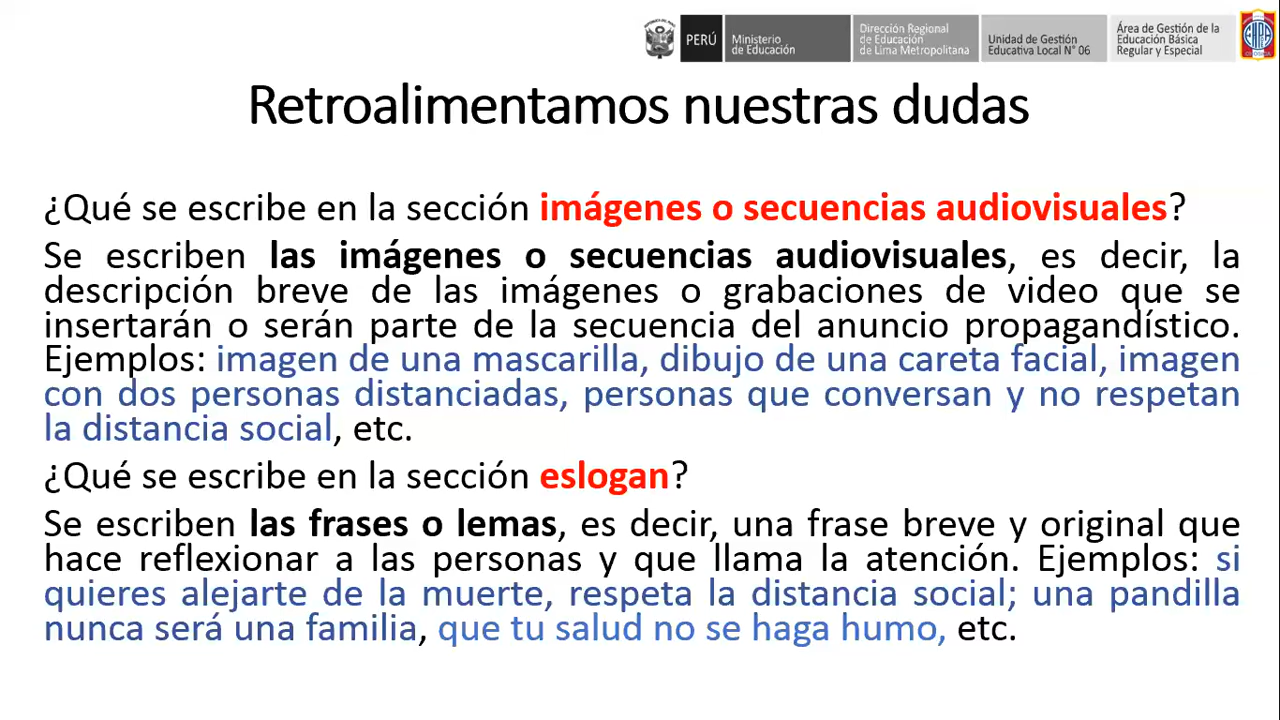 PERÚ
Ministerio
de Educación
Dirección Regional
de Educación
de Lima Metropolitana
Unidad de Gestión
Educativa Local N° 06
Área de Gestión de la
Educación Básica
Regular y Especial
Retroalimentamos nuestras dudas
¿Qué se escribe en la sección imágenes o secuencias audiovisuales?
Se escriben las imágenes o secuencias audiovisuales, es decir, la
descripción breve de las imágenes o grabaciones de video que se
insertarán o serán parte de la secuencia del anuncio propagandístico.
Ejemplos: imagen de una mascarilla, dibujo de una careta facial, imagen
con dos personas distanciadas, personas que conversan y no respetan
la distancia social, etc.
¿Qué se escribe en la sección eslogan?
Se escriben las frases o lemas, es decir, una frase breve y original que
hace reflexionar a las personas y que llama la atención. Ejemplos: si
quieres alejarte de la muerte, respeta la distancia social; una pandilla
nunca será una familia, que tu salud no se haga humo, etc.